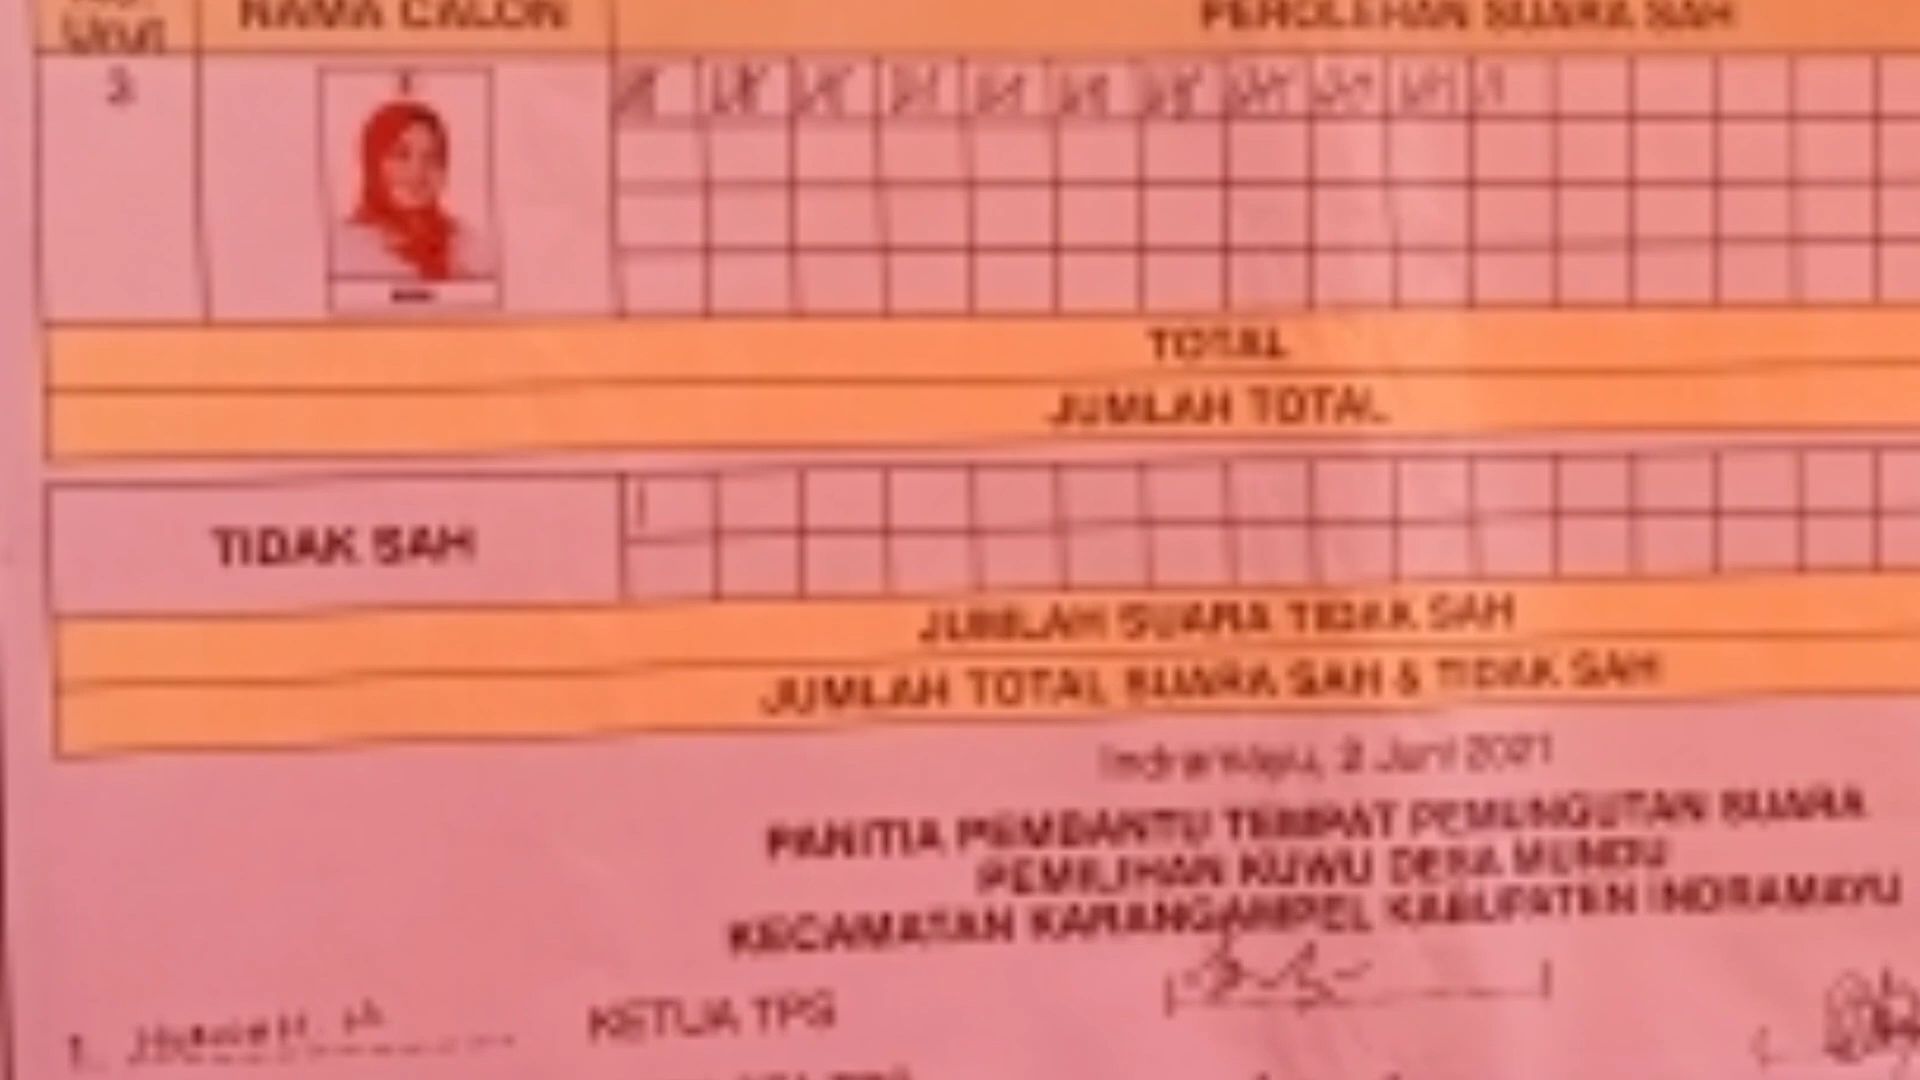 Urut NAMA CALON PEROLEHAN SUARA SAH
3.
TOTAL
JUMLAH TOTAL
TIDAK SAH
JUMLAH SUARA TIDAK SAH
JUMLAH TOTAL SUARA SAH & TIDAK SAH
Indramayu, 2 Juni 2021
PANITIA PEMBANTU TEMPAT PEMUNGUTAN SUARA
PEMILIHAN KUWU DESA MUNDU
KECAMATAN KARANGAMPEL KABUPATEN INDRAMAYU
1. KETUA TPS